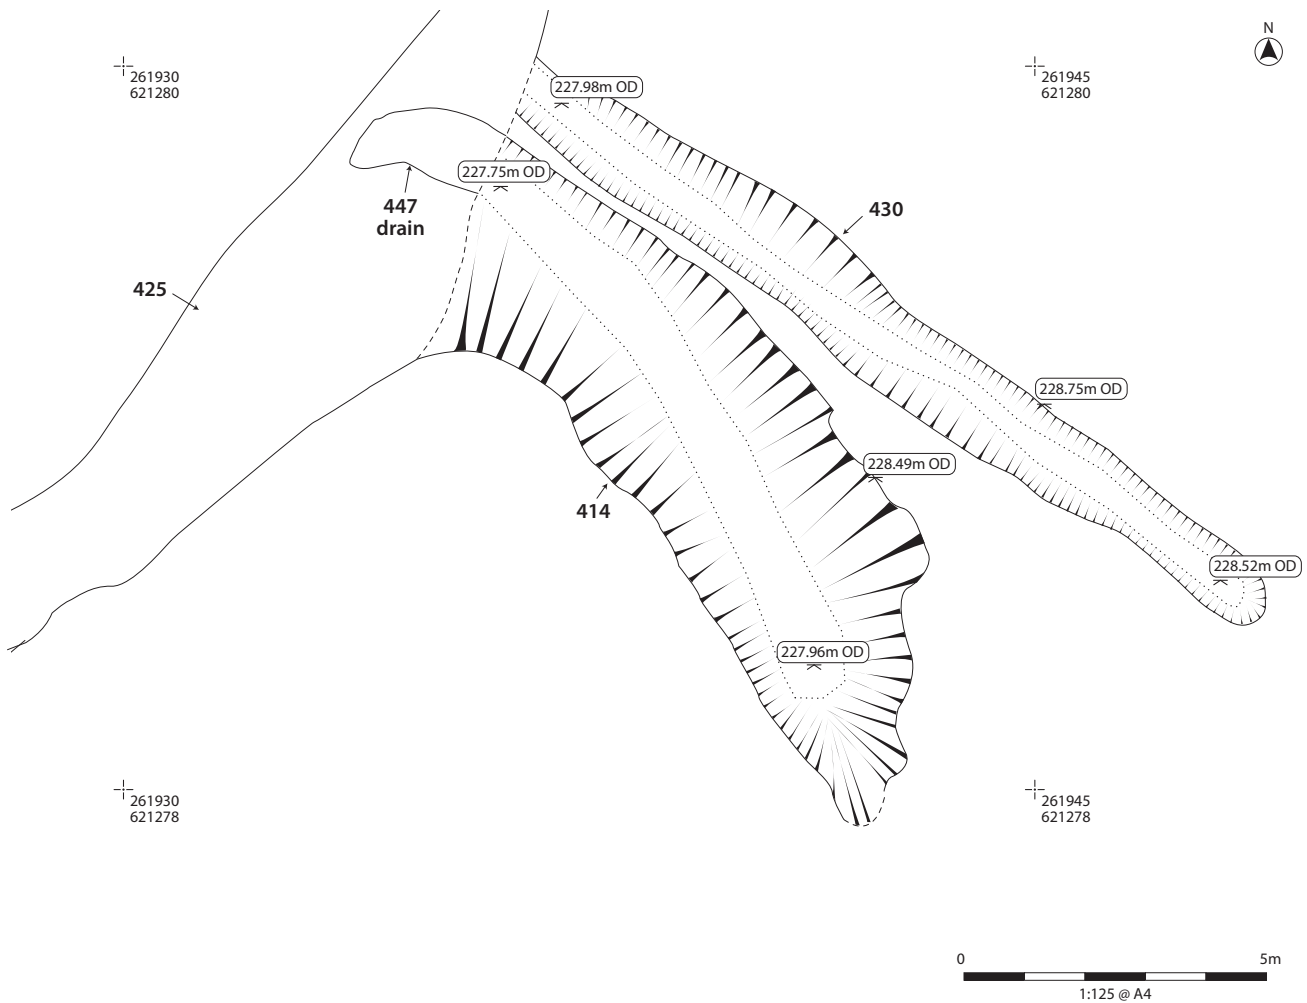 N
261930
621280
261945
621280
227.98m OD
227.75m OD
447
drain
430
425
228.75m OD
228.49m OD
414
228.52m OD
227.96m OD
261930
621278
261945
621278
0
5m
1:125 @ A4